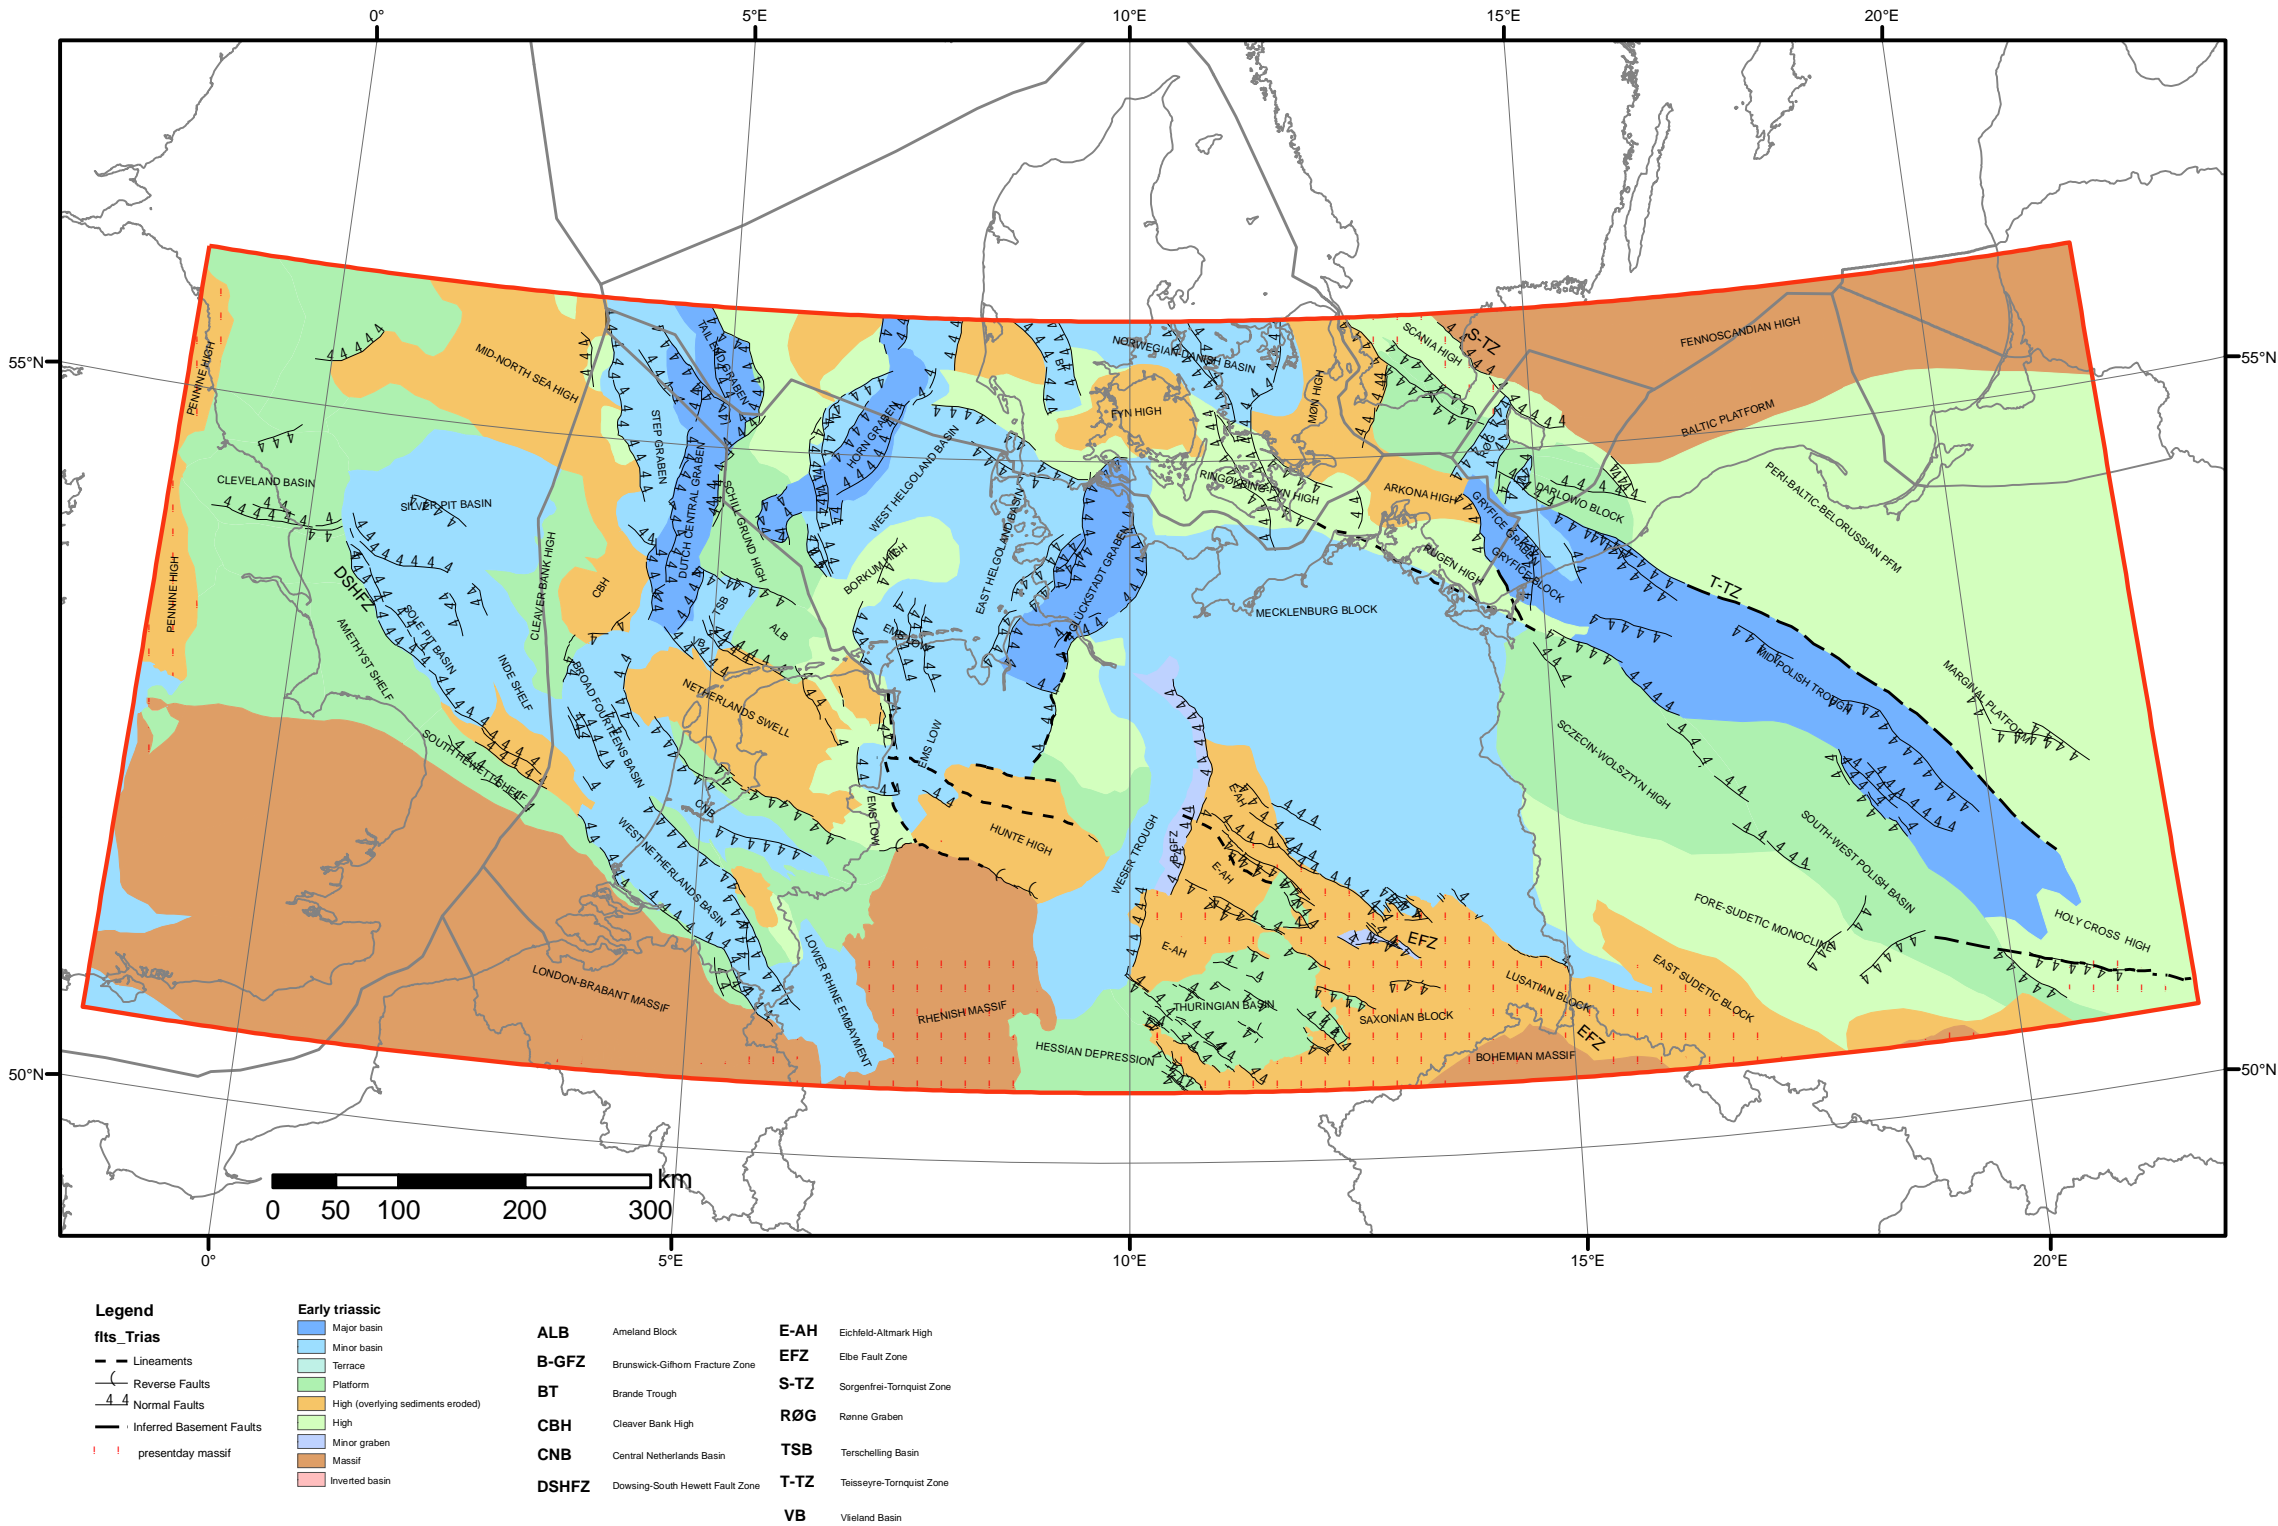 0°
5°E
10°E
15°E
20°E
55°N
55°N
50°N
50°N
PENNINE HIGH
PENNINE HIGH
MID-NORTH SEA HIGH
CLEVELAND BASIN
SILVER PIT BASIN
DSHFZ
SOLE PIT BASIN
AMETHYST SHELF
INDE SHELF
CLEAVER BANK HIGH
CBH
SOUTH HEWETT SHELF
STEP GRABEN
TAIL END GRABEN
DUTCH CENTRAL GRABEN
SCHILL GRUND HIGH
HORN GRABEN
WEST HELGOLAND BASIN
BORKUM HIGH
EAST HELGOLAND BASIN
GLÜCKSTADT GRABEN
TSB
ALB
VB
EMS LOW
EMS LOW
EMS LOW
NETHERLANDS SWELL
BROAD FOURTEENS BASIN
CNB
WEST NETHERLANDS BASIN
LONDON-BRABANT MASSIF
LOWER RHINE EMBAYMENT
RHENISH MASSIF
HUNTE HIGH
WESER TROUGH
B-GFZ
E-AH
E-AH
E-AH
HESSIAN DEPRESSION
THURINGIAN BASIN
SAXONIAN BLOCK
LUSATIAN BLOCK
BOHEMIAN MASSIF
EFZ
EFZ
EAST SUDETIC BLOCK
FORE-SUDETIC MONOCLINE
HOLY CROSS HIGH
SOUTH-WEST POLISH BASIN
SCZECIN-WOLSZTYN HIGH
MID-POLISH TROUGH
MARGINAL PLATFORM
T-TZ
PERI-BALTIC-BELORUSSIAN PFM
BALTIC PLATFORM
FENNOSCANDIAN HIGH
S-TZ
SCANIA HIGH
NORWEGIAN-DANISH BASIN
BT
FYN HIGH
MØN HIGH
RINGØKBING-FYN HIGH
ARKONA HIGH
RØG
DARLOWO BLOCK
GRYFICE GRABEN
GRYFICE BLOCK
RUGEN HIGH
MECKLENBURG BLOCK
km
0 50 100 200 300
0°
5°E
10°E
15°E
20°E
Legend
flts_Trias
Lineaments
Reverse Faults
Normal Faults
Inferred Basement Faults
presentday massif
Early triassic
Major basin
Minor basin
Terrace
Platform
High (overlying sediments eroded)
High
Minor graben
Massif
Inverted basin
ALB Ameland Block
B-GFZ Brunswick-Gifhorn Fracture Zone
BT Brande Trough
CBH Cleaver Bank High
CNB Central Netherlands Basin
DSHFZ Dowsing-South Hewett Fault Zone
E-AH Eichfeld-Altmark High
EFZ Elbe Fault Zone
S-TZ Sorgenfrei-Tornquist Zone
RØG Rønne Graben
TSB Terschelling Basin
T-TZ Teisseyre-Tornquist Zone
VB Vlieland Basin